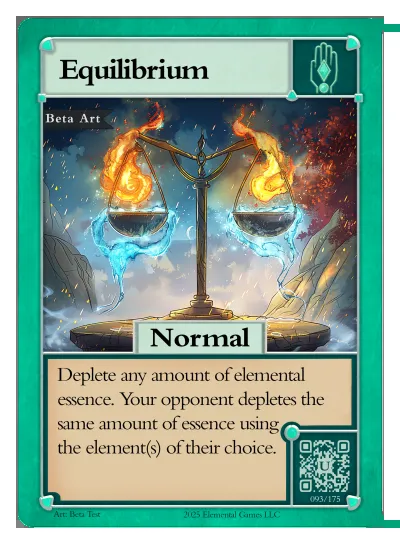 Equilibrium
Beta Art
Normal
Deplete any amount of elemental
essence. Your opponent depletes the
same amount of essence using
the element(s) of their choice.
U
093/175
Art: Beta Test
2025 Elemental Games LLC